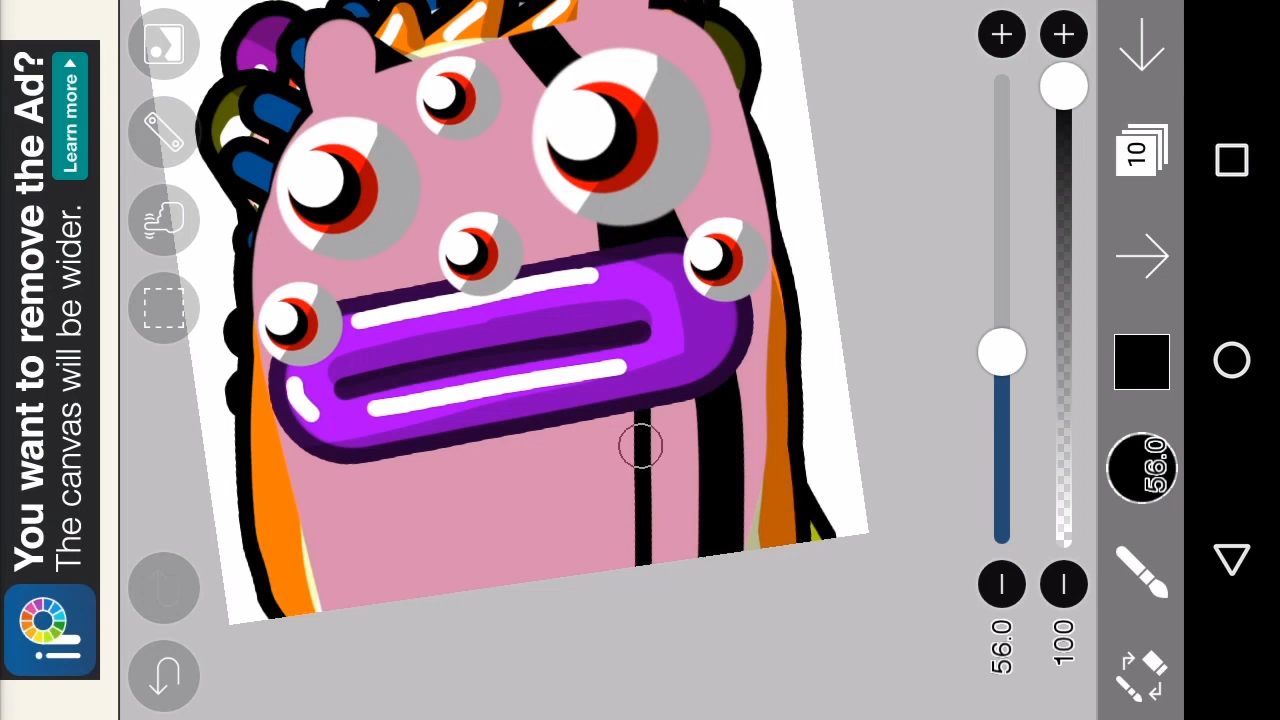 You want to remove the Ad?
The canvas will be wider.
Learn more ▶
ip
10
56.0
56.0
100